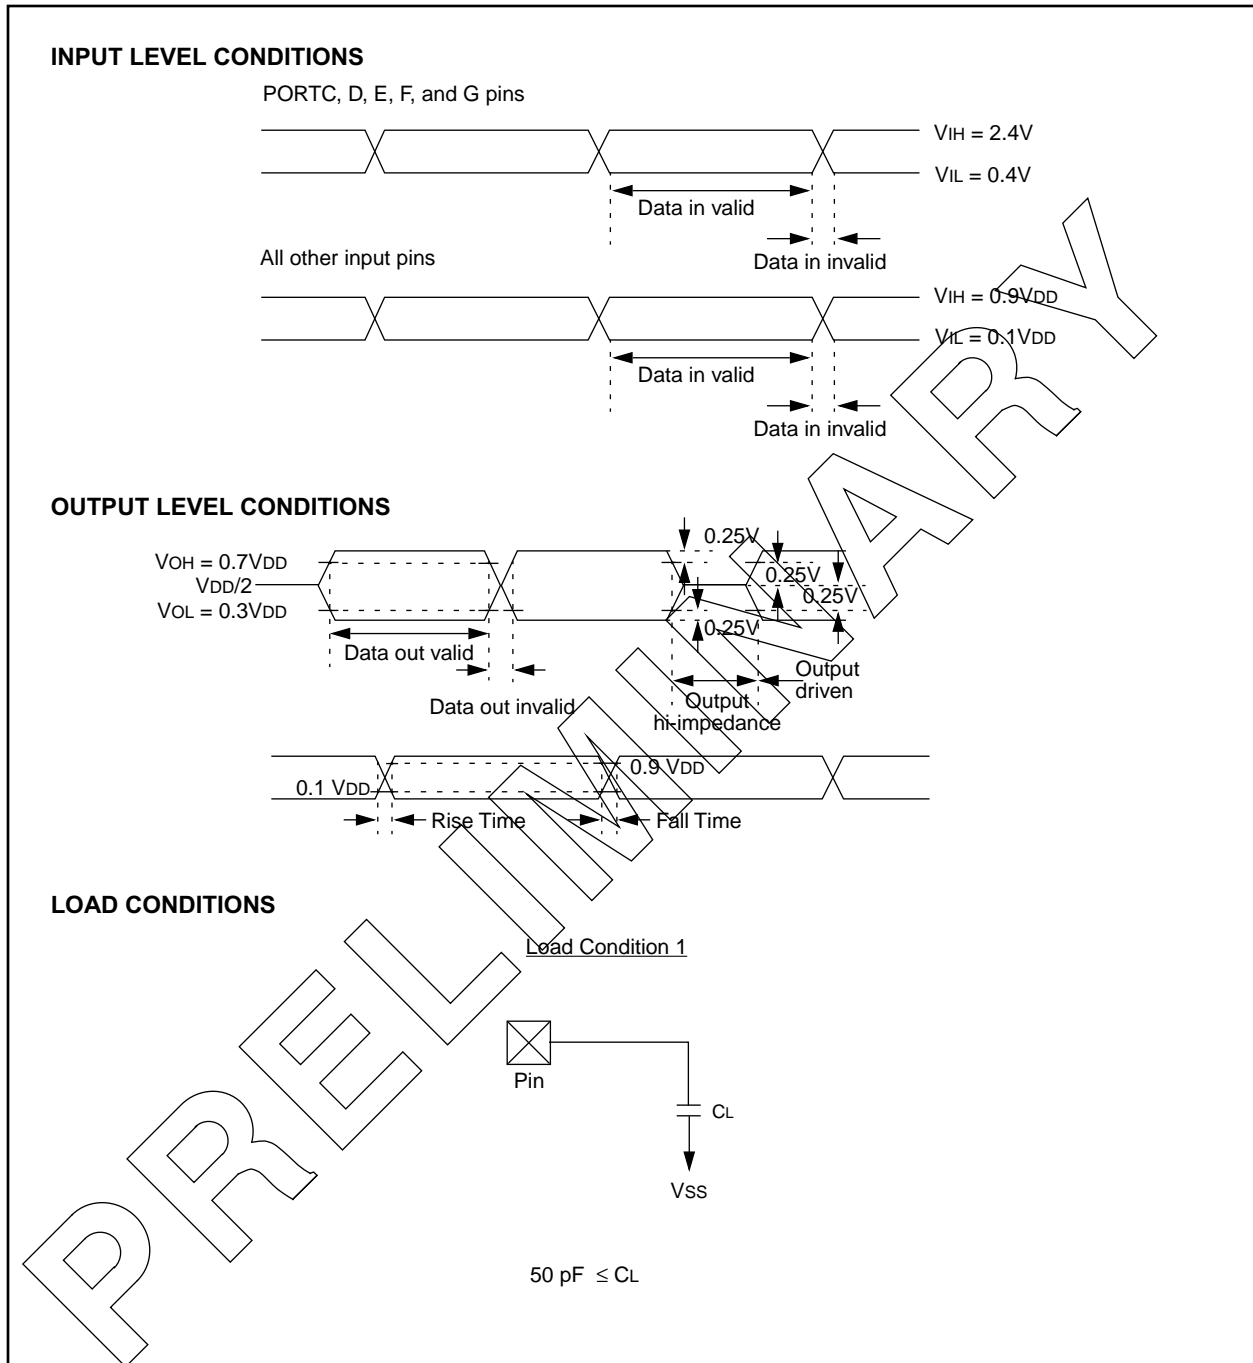 INPUT LEVEL CONDITIONS
PORTC, D, E, F, and G pins
VIH = 2.4V
VIL = 0.4V
Data in valid
Data in invalid
All other input pins
VIH = 0.9VDD
VIL = 0.1VDD
Data in valid
Data in invalid
OUTPUT LEVEL CONDITIONS
0.25V
VOH = 0.7VDD
VDD/2
VOL = 0.3VDD
0.25V
0.25V
0.25V
Data out valid
Data out invalid
Output
driven
Output
hi-impedance
0.9 VDD
0.1 VDD
Rise Time
Fall Time
LOAD CONDITIONS
Load Condition 1
Pin
CL
VSS
50 pF ≤ CL
PRELIMINARY